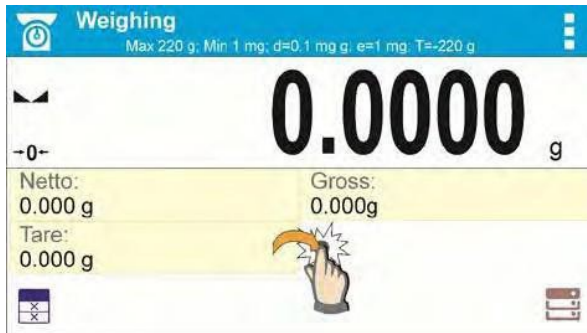 Weighing
Max 220 g; Min 1 mg; d=0.1 mg g. e=1 mg. T=-220 g
0.0000 g
→0←
Netto:
0.000 g
Gross:
0.000g
Tare:
0.000 g
x
x